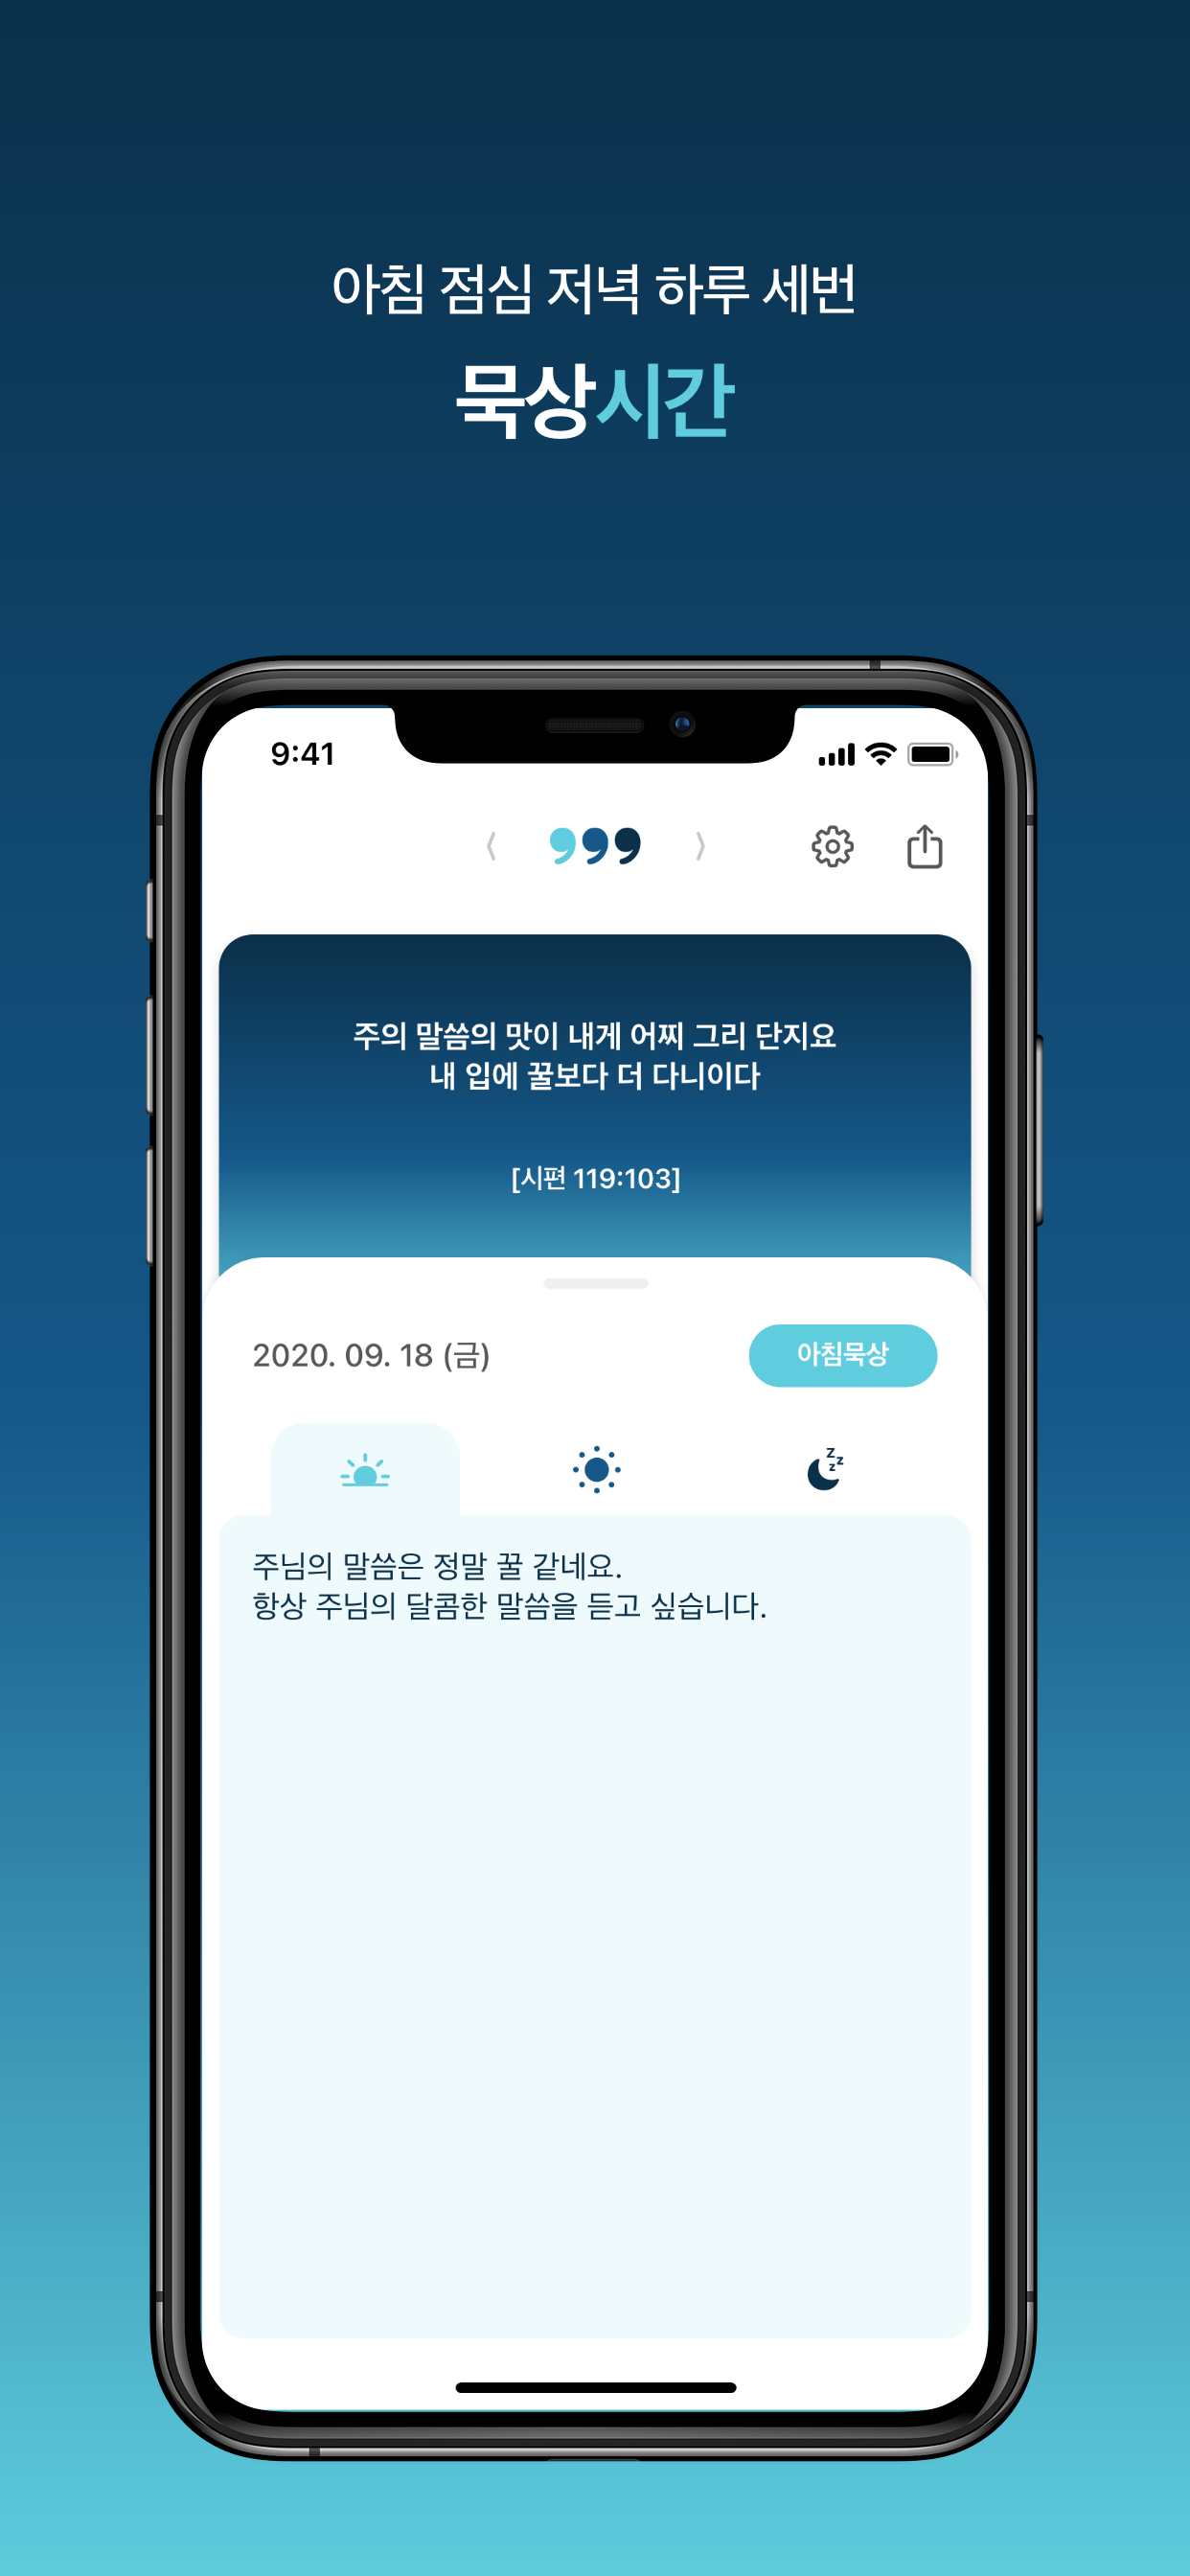 아침 점심 저녁 하루 세번
묵상시간
9:41
주의 말씀의 맛이 내게 어찌 그리 단지요
내 입에 꿀보다 더 다니이다
[시편 119:103]
2020. 09. 18 (금)
아침묵상
z z z
주님의 말씀은 정말 꿀 같네요.
항상 주님의 달콤한 말씀을 듣고 싶습니다.